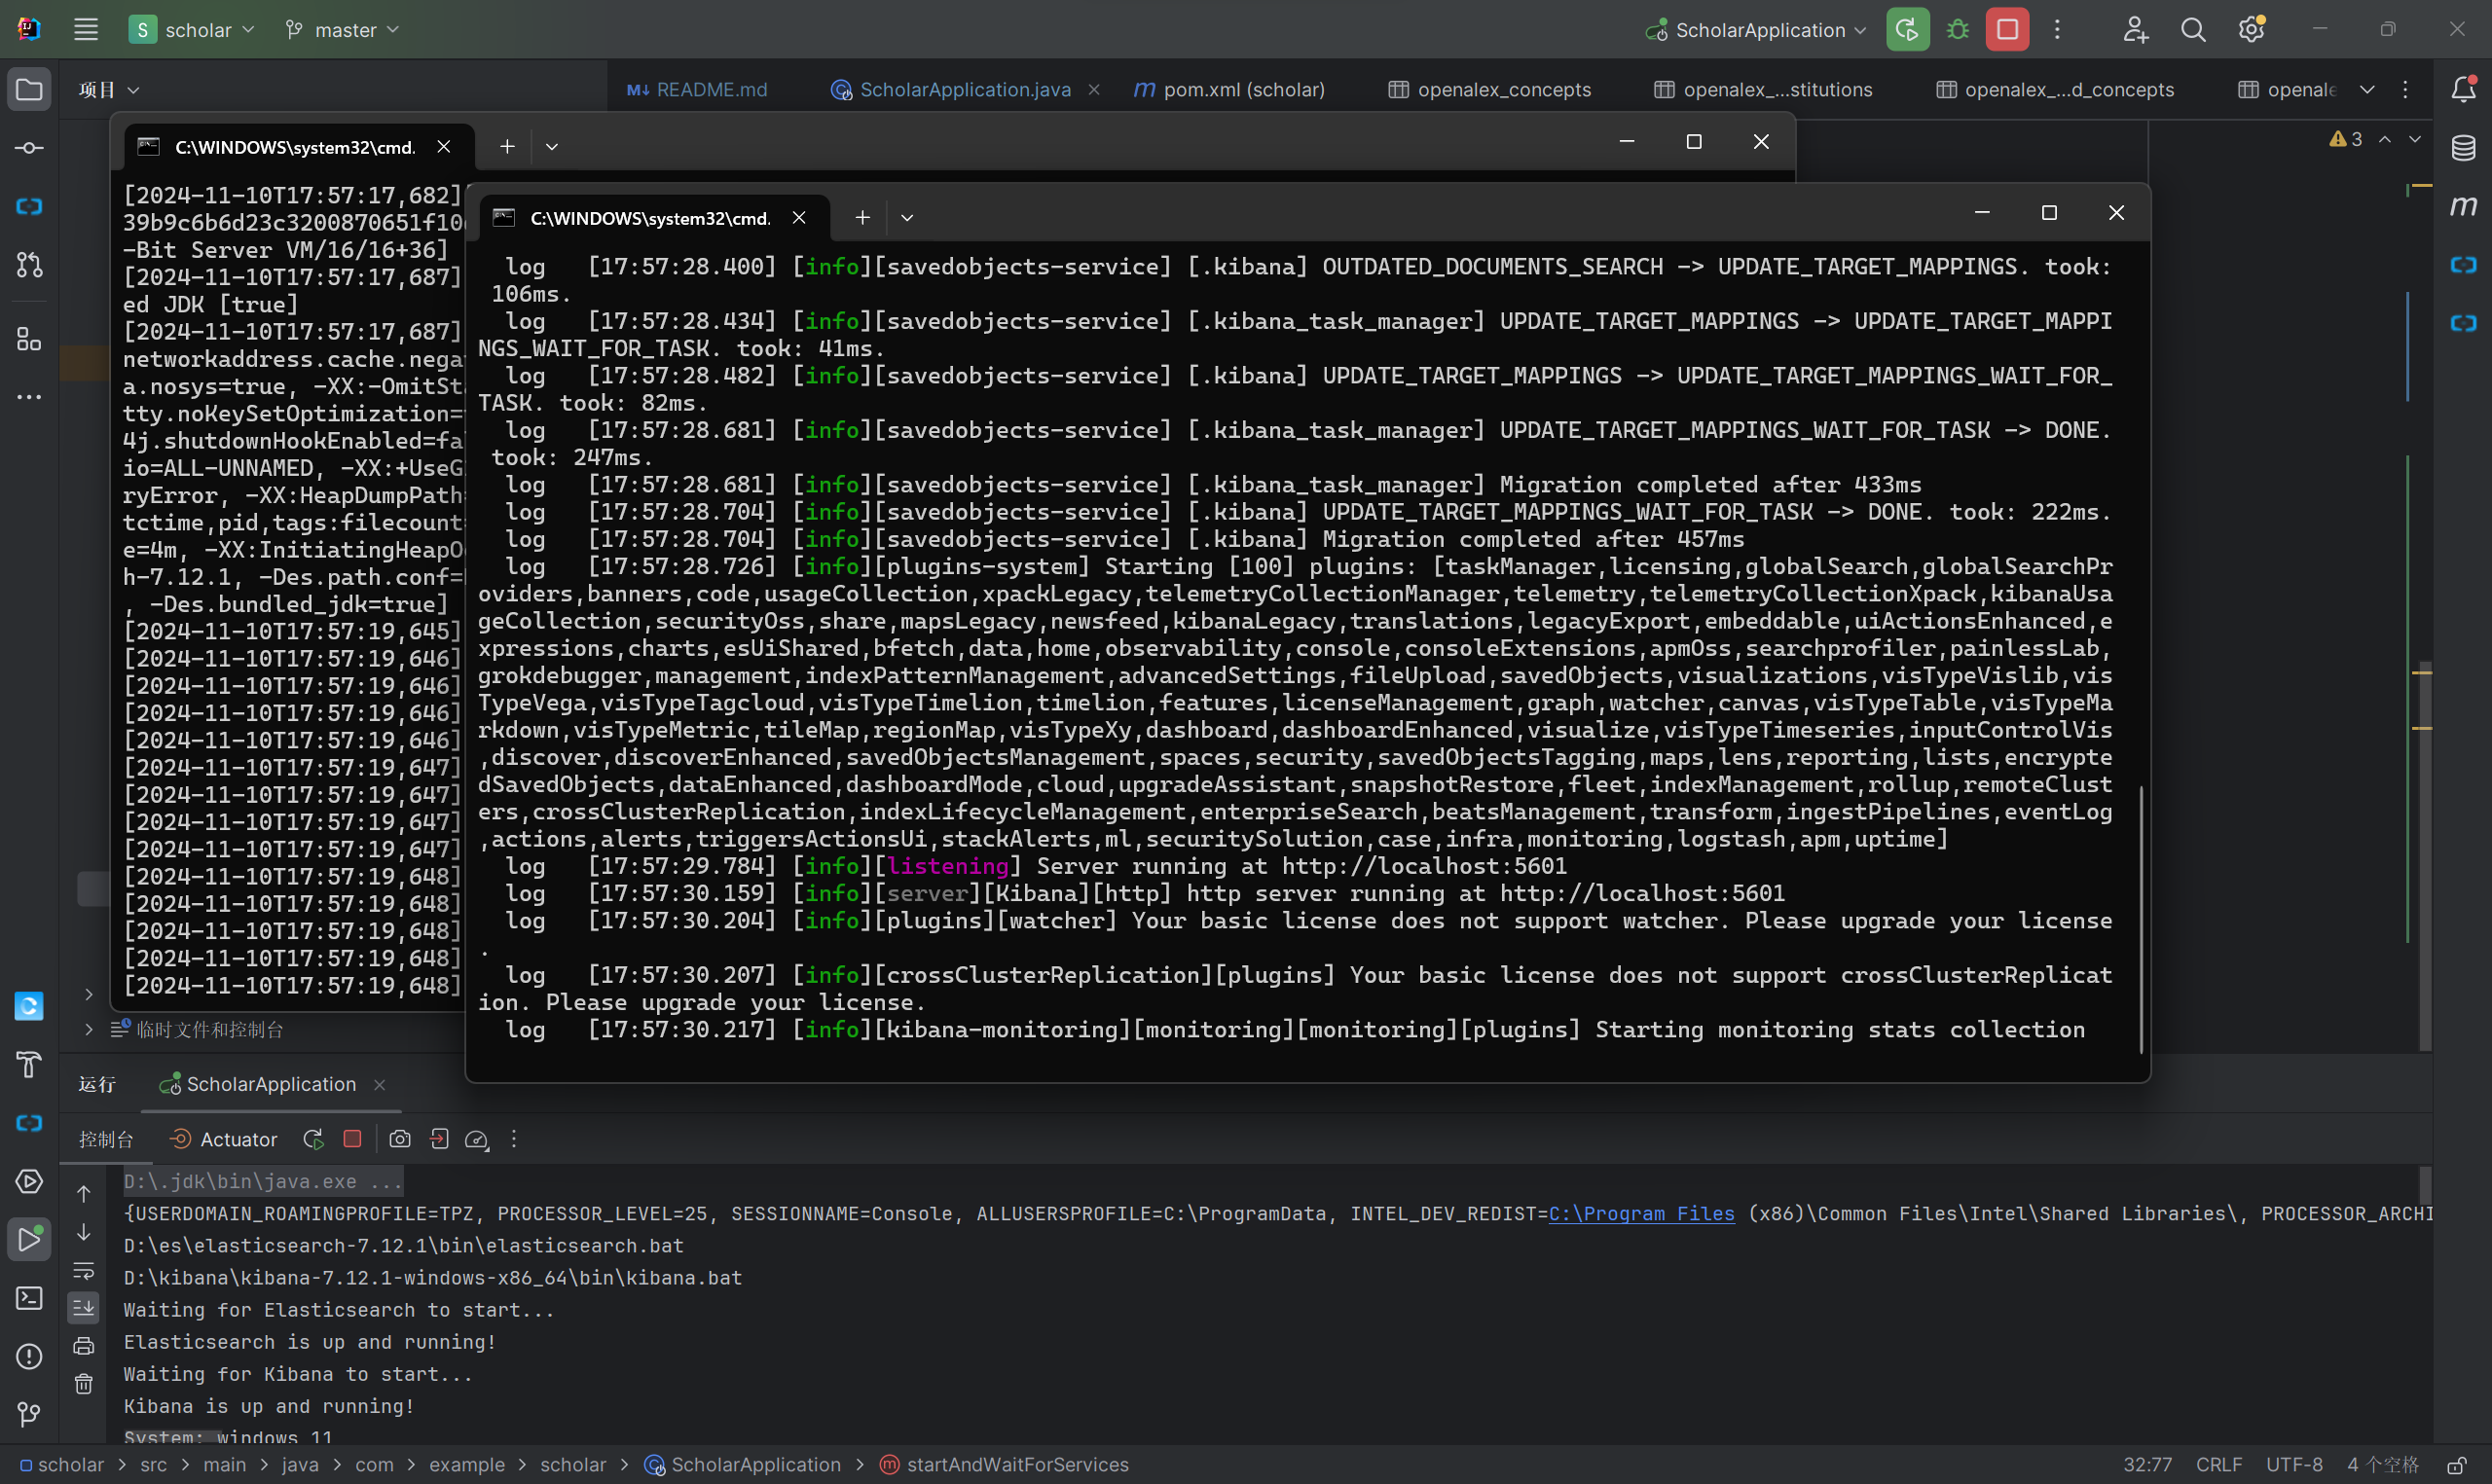 S scholar master ScholarApplication
项目 README.md ScholarApplication.java pom.xml (scholar) openalex_concepts openalex_...stitutions openalex_...d_concepts openale
3
C:\WINDOWS\system32\cmd.
[2024-11-10T17:57:17,682]
39b9c6b6d23c3200870651f10
-Bit Server VM/16/16+36]
[2024-11-10T17:57:17,687]
ed JDK [true]
[2024-11-10T17:57:17,687]
networkaddress.cache.nega
a.nosys=true, -XX:-OmitSta
tty.noKeySetOptimization=
4j.shutdownHookEnabled=fa
io=ALL-UNNAMED, -XX:+UseG
ryError, -XX:HeapDumpPath=
tctime,pid,tags:filecount=
e=4m, -XX:InitiatingHeapO
h-7.12.1, -Des.path.conf=
, -Des.bundled_jdk=true]
[2024-11-10T17:57:19,645]
[2024-11-10T17:57:19,646]
[2024-11-10T17:57:19,646]
[2024-11-10T17:57:19,646]
[2024-11-10T17:57:19,646]
[2024-11-10T17:57:19,647]
[2024-11-10T17:57:19,647]
[2024-11-10T17:57:19,647]
[2024-11-10T17:57:19,647]
[2024-11-10T17:57:19,648]
[2024-11-10T17:57:19,648]
[2024-11-10T17:57:19,648]
[2024-11-10T17:57:19,648]
[2024-11-10T17:57:19,648]
C:\WINDOWS\system32\cmd.
log [17:57:28.400] [info][savedobjects-service] [.kibana] OUTDATED_DOCUMENTS_SEARCH -> UPDATE_TARGET_MAPPINGS. took:
106ms.
log [17:57:28.434] [info][savedobjects-service] [.kibana_task_manager] UPDATE_TARGET_MAPPINGS -> UPDATE_TARGET_MAPPI
NGS_WAIT_FOR_TASK. took: 41ms.
log [17:57:28.482] [info][savedobjects-service] [.kibana] UPDATE_TARGET_MAPPINGS -> UPDATE_TARGET_MAPPINGS_WAIT_FOR_
TASK. took: 82ms.
log [17:57:28.681] [info][savedobjects-service] [.kibana_task_manager] UPDATE_TARGET_MAPPINGS_WAIT_FOR_TASK -> DONE.
took: 247ms.
log [17:57:28.681] [info][savedobjects-service] [.kibana_task_manager] Migration completed after 433ms
log [17:57:28.704] [info][savedobjects-service] [.kibana] UPDATE_TARGET_MAPPINGS_WAIT_FOR_TASK -> DONE. took: 222ms.
log [17:57:28.704] [info][savedobjects-service] [.kibana] Migration completed after 457ms
log [17:57:28.726] [info][plugins-system] Starting [100] plugins: [taskManager,licensing,globalSearch,globalSearchPr
oviders,banners,code,usageCollection,xpackLegacy,telemetryCollectionManager,telemetry,telemetryCollectionXpack,kibanaUsa
geCollection,securityOss,share,mapsLegacy,newsfeed,kibanaLegacy,translations,legacyExport,embeddable,uiActionsEnhanced,e
xpressions,charts,esUiShared,bfetch,data,home,observability,console,consoleExtensions,apmOss,searchprofiler,painlessLab,
grokdebugger,management,indexPatternManagement,advancedSettings,fileUpload,savedObjects,visualizations,visTypeVislib,vis
TypeVega,visTypeTagcloud,visTypeTimelion,timelion,features,licenseManagement,graph,watcher,canvas,visTypeTable,visTypeMa
rkdown,visTypeMetric,tileMap,regionMap,visTypeXy,dashboard,dashboardEnhanced,visualize,visTypeTimeseries,inputControlVis
,discover,discoverEnhanced,savedObjectsManagement,spaces,security,savedObjectsTagging,maps,lens,reporting,lists,encrypte
dSavedObjects,dataEnhanced,dashboardMode,cloud,upgradeAssistant,snapshotRestore,fleet,indexManagement,rollup,remoteClust
ers,crossClusterReplication,indexLifecycleManagement,enterpriseSearch,beatsManagement,transform,ingestPipelines,eventLog
,actions,alerts,triggersActionsUi,stackAlerts,ml,securitySolution,case,infra,monitoring,logstash,apm,uptime]
log [17:57:29.784] [info][listening] Server running at http://localhost:5601
log [17:57:30.159] [info][server][Kibana][http] http server running at http://localhost:5601
log [17:57:30.204] [info][plugins][watcher] Your basic license does not support watcher. Please upgrade your license
.
log [17:57:30.207] [info][crossClusterReplication][plugins] Your basic license does not support crossClusterReplicat
ion. Please upgrade your license.
log [17:57:30.217] [info][kibana-monitoring][monitoring][monitoring][plugins] Starting monitoring stats collection
临时文件和控制台
运行 ScholarApplication
控制台 Actuator
D:\.jdk\bin\java.exe ...
{USERDOMAIN_ROAMINGPROFILE=TPZ, PROCESSOR_LEVEL=25, SESSIONNAME=Console, ALLUSERSPROFILE=C:\ProgramData, INTEL_DEV_REDIST=C:\Program Files (x86)\Common Files\Intel\Shared Libraries\, PROCESSOR_ARCHI
D:\es\elasticsearch-7.12.1\bin\elasticsearch.bat
D:\kibana\kibana-7.12.1-windows-x86_64\bin\kibana.bat
Waiting for Elasticsearch to start...
Elasticsearch is up and running!
Waiting for Kibana to start...
Kibana is up and running!
System: windows 11
scholar > src > main > java > com > example > scholar > ScholarApplication > startAndWaitForServices 32:77 CRLF UTF-8 4 个空格